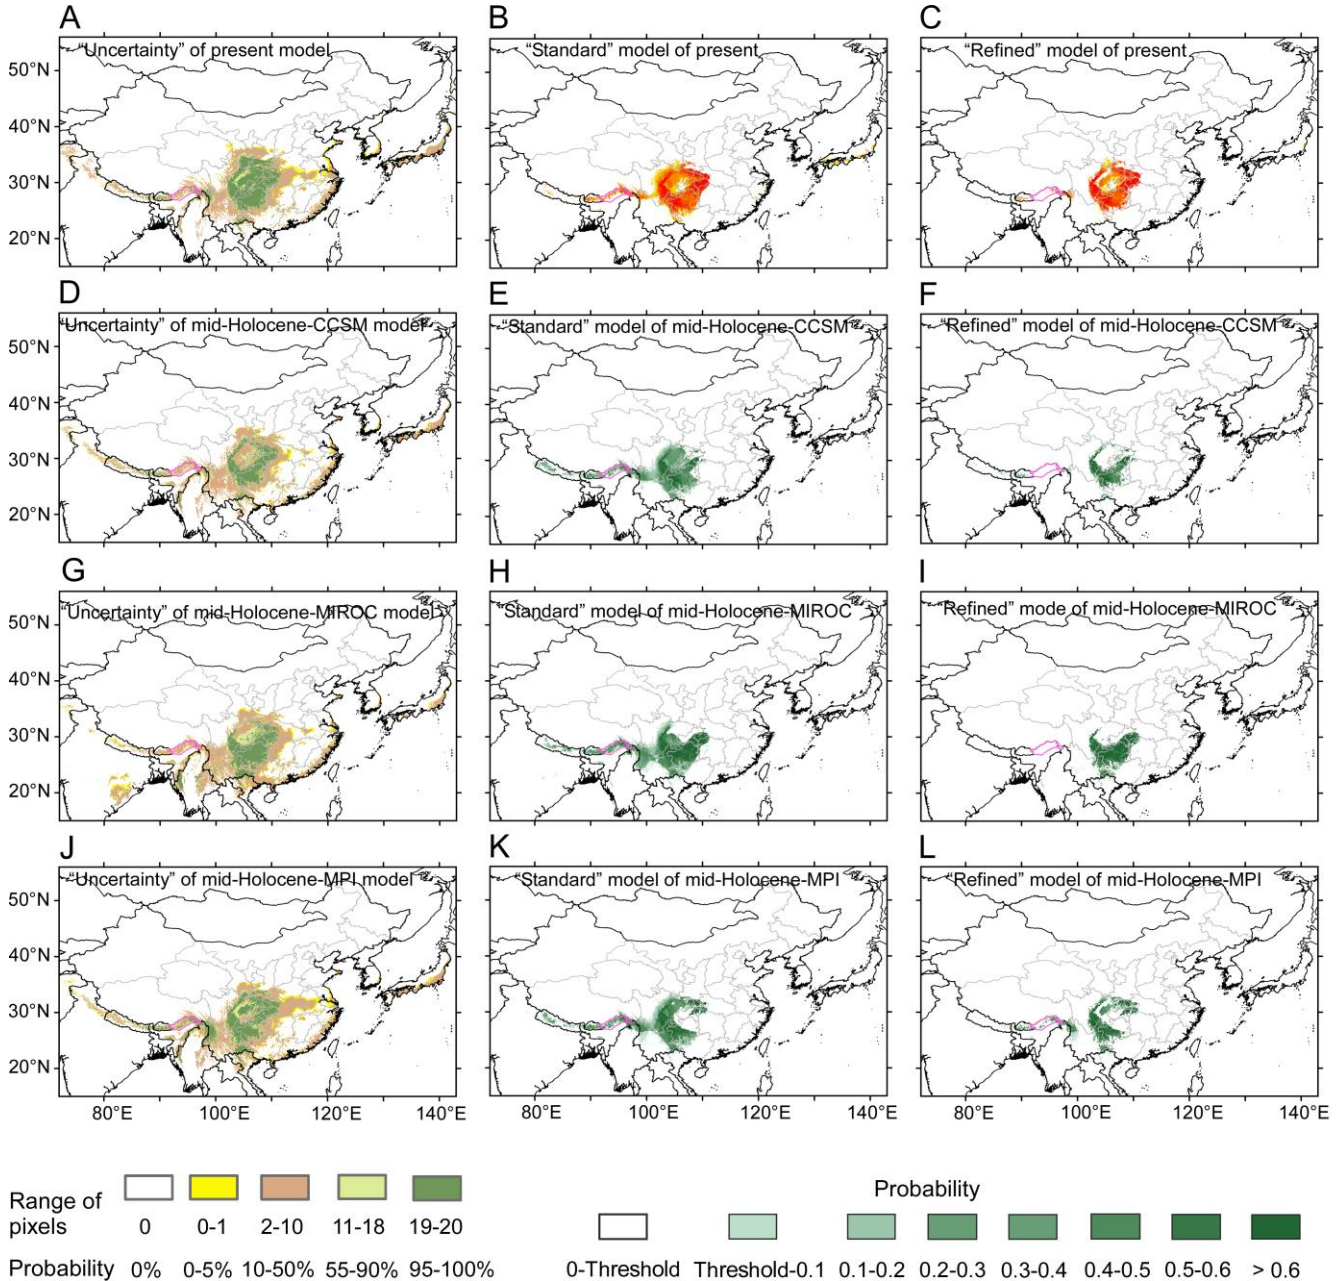 A
B
C
"Uncertainty" of present model
"Standard" model of present
"Refined" model of present
50°N
40°N
30°N
20°N
D
E
F
"Uncertainty" of mid-Holocene-CCSM model
"Standard" model of mid-Holocene-CCSM
"Refined" model of mid-Holocene-CCSM
50°N
40°N
30°N
20°N
G
H
I
"Uncertainty" of mid-Holocene-MIROC model
"Standard" model of mid-Holocene-MIROC
"Refined" mode of mid-Holocene-MIROC
50°N
40°N
30°N
20°N
J
K
L
"Uncertainty" of mid-Holocene-MPI model
"Standard" model of mid-Holocene-MPI
"Refined" model of mid-Holocene-MPI
50°N
40°N
30°N
20°N
80°E 100°E 120°E 140°E
80°E 100°E 120°E 140°E
80°E 100°E 120°E 140°E
Range of
pixels
0 0-1 2-10 11-18 19-20
Probability 0% 0-5% 10-50% 55-90% 95-100%
Probability
0-Threshold Threshold-0.1 0.1-0.2 0.2-0.3 0.3-0.4 0.4-0.5 0.5-0.6 > 0.6